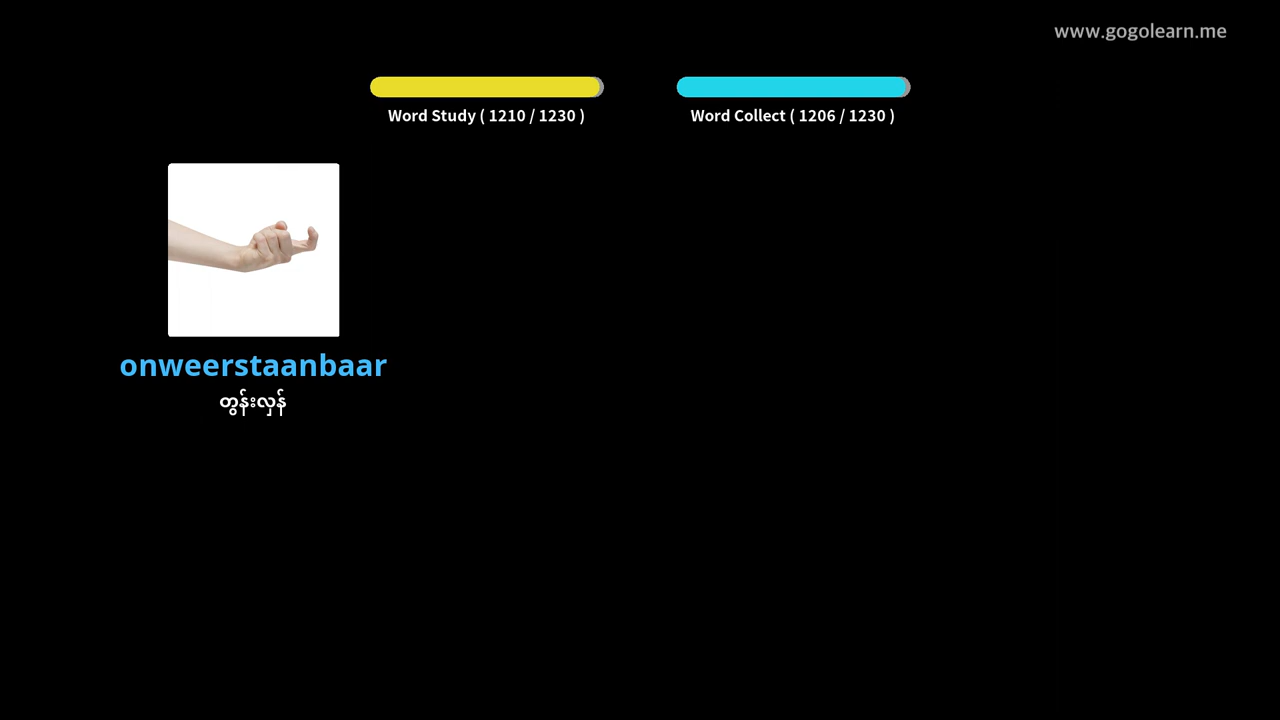 www.gogolearn.me
Word Study ( 1210 / 1230 )
Word Collect ( 1206 / 1230 )
onweerstaanbaar
တွန်းလှန်